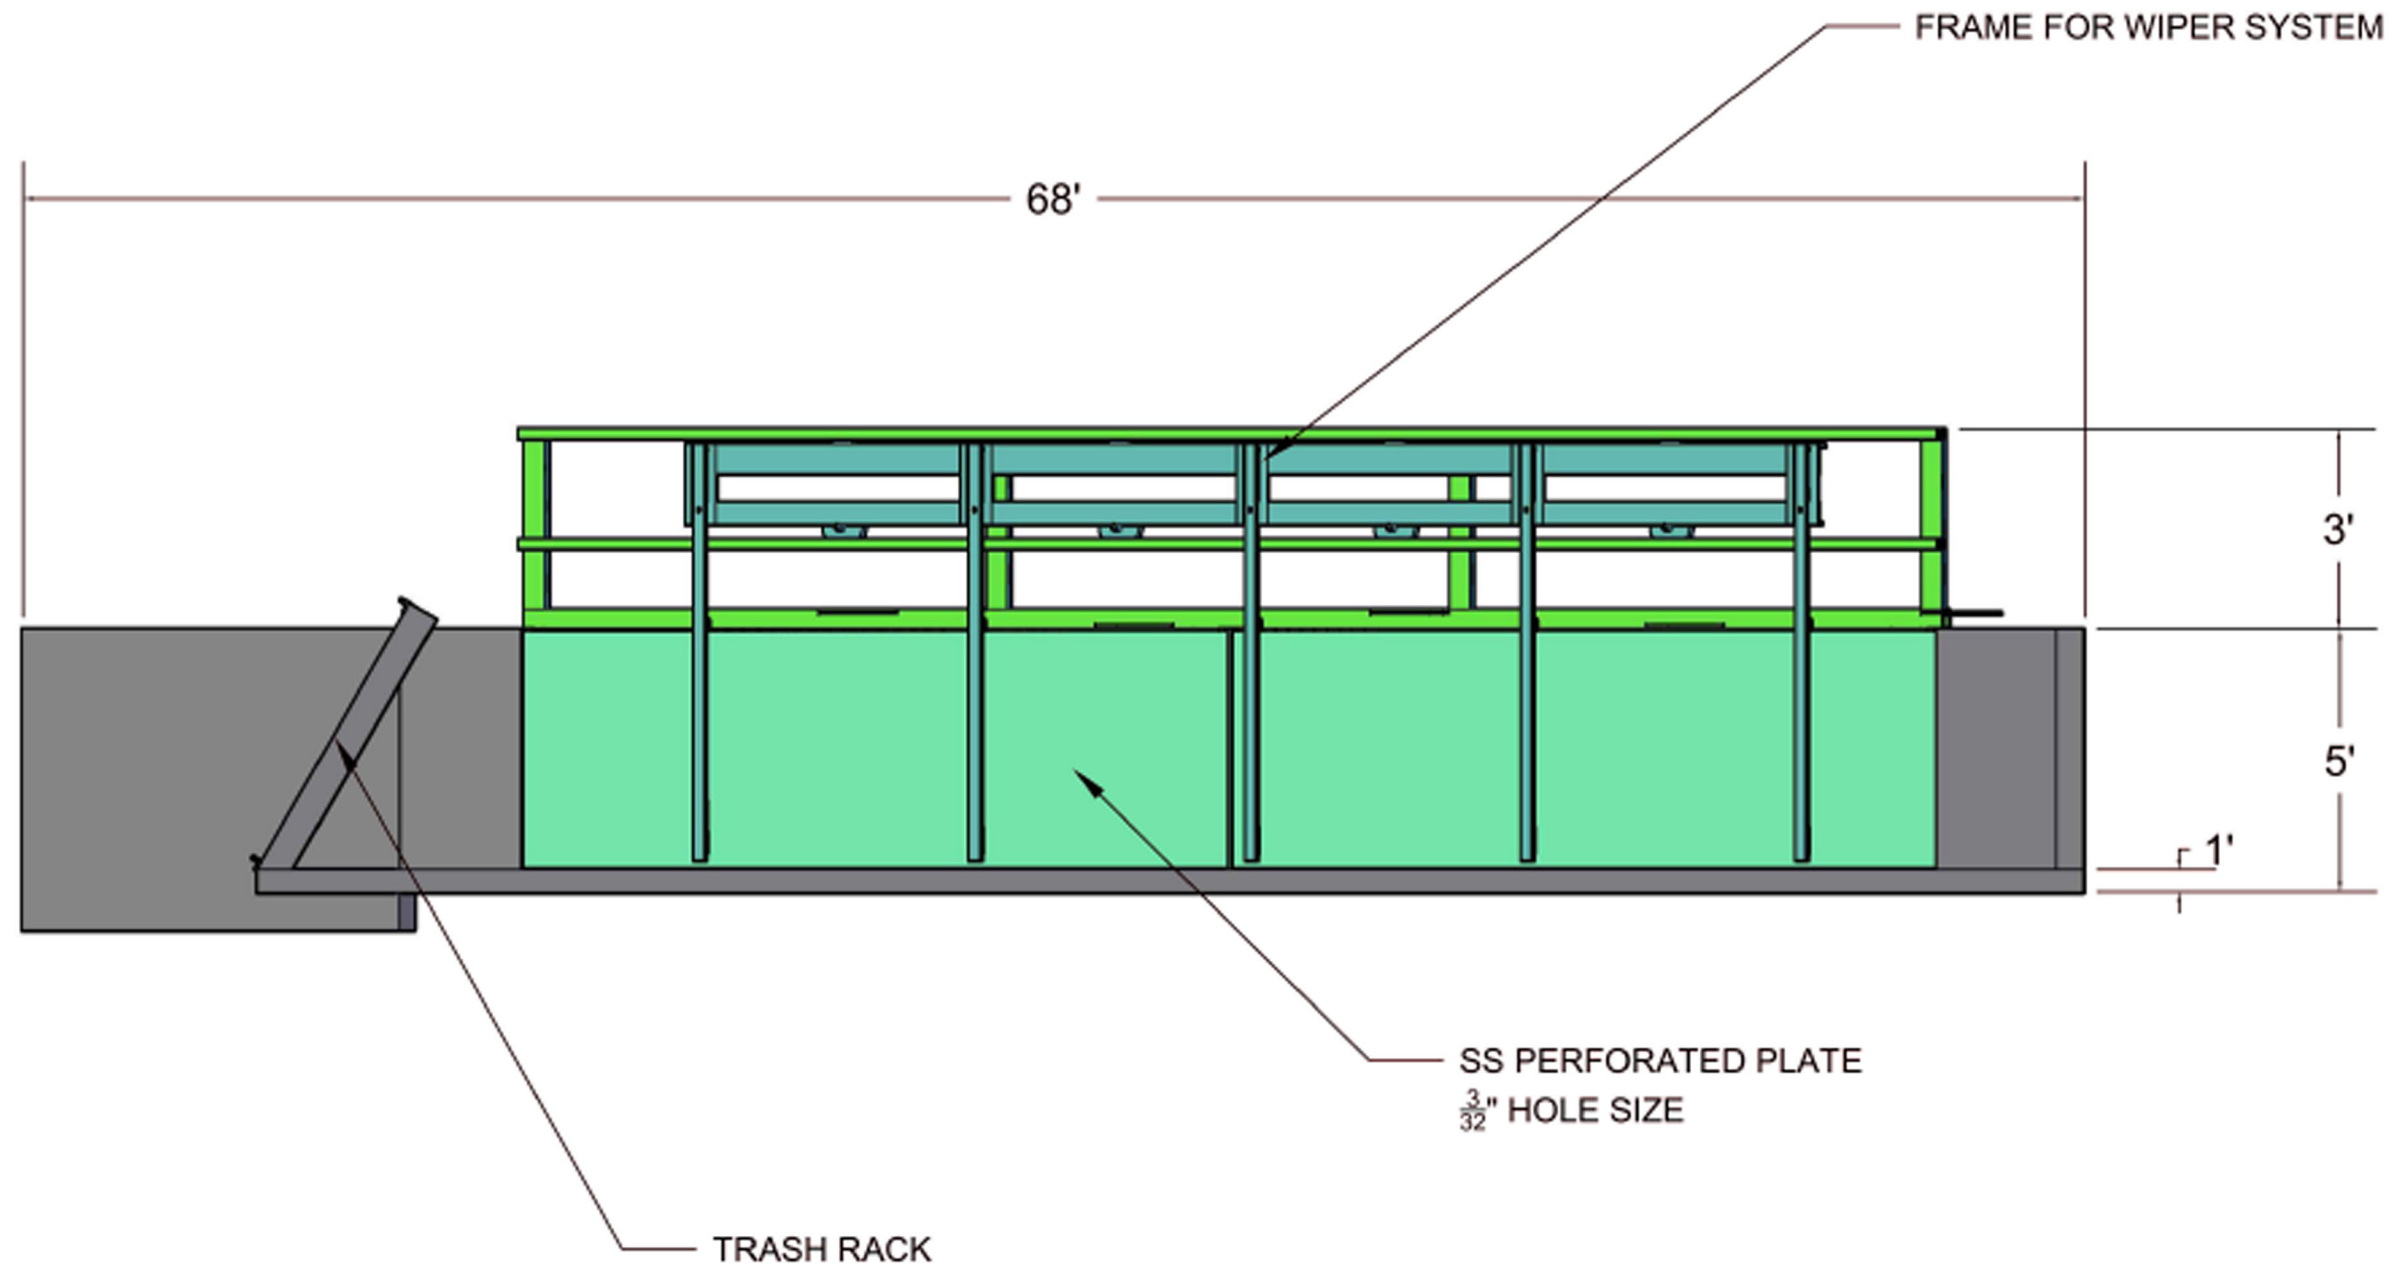 FRAME FOR WIPER SYSTEM
68'
3'
5'
1'
SS PERFORATED PLATE
3/32" HOLE SIZE
TRASH RACK